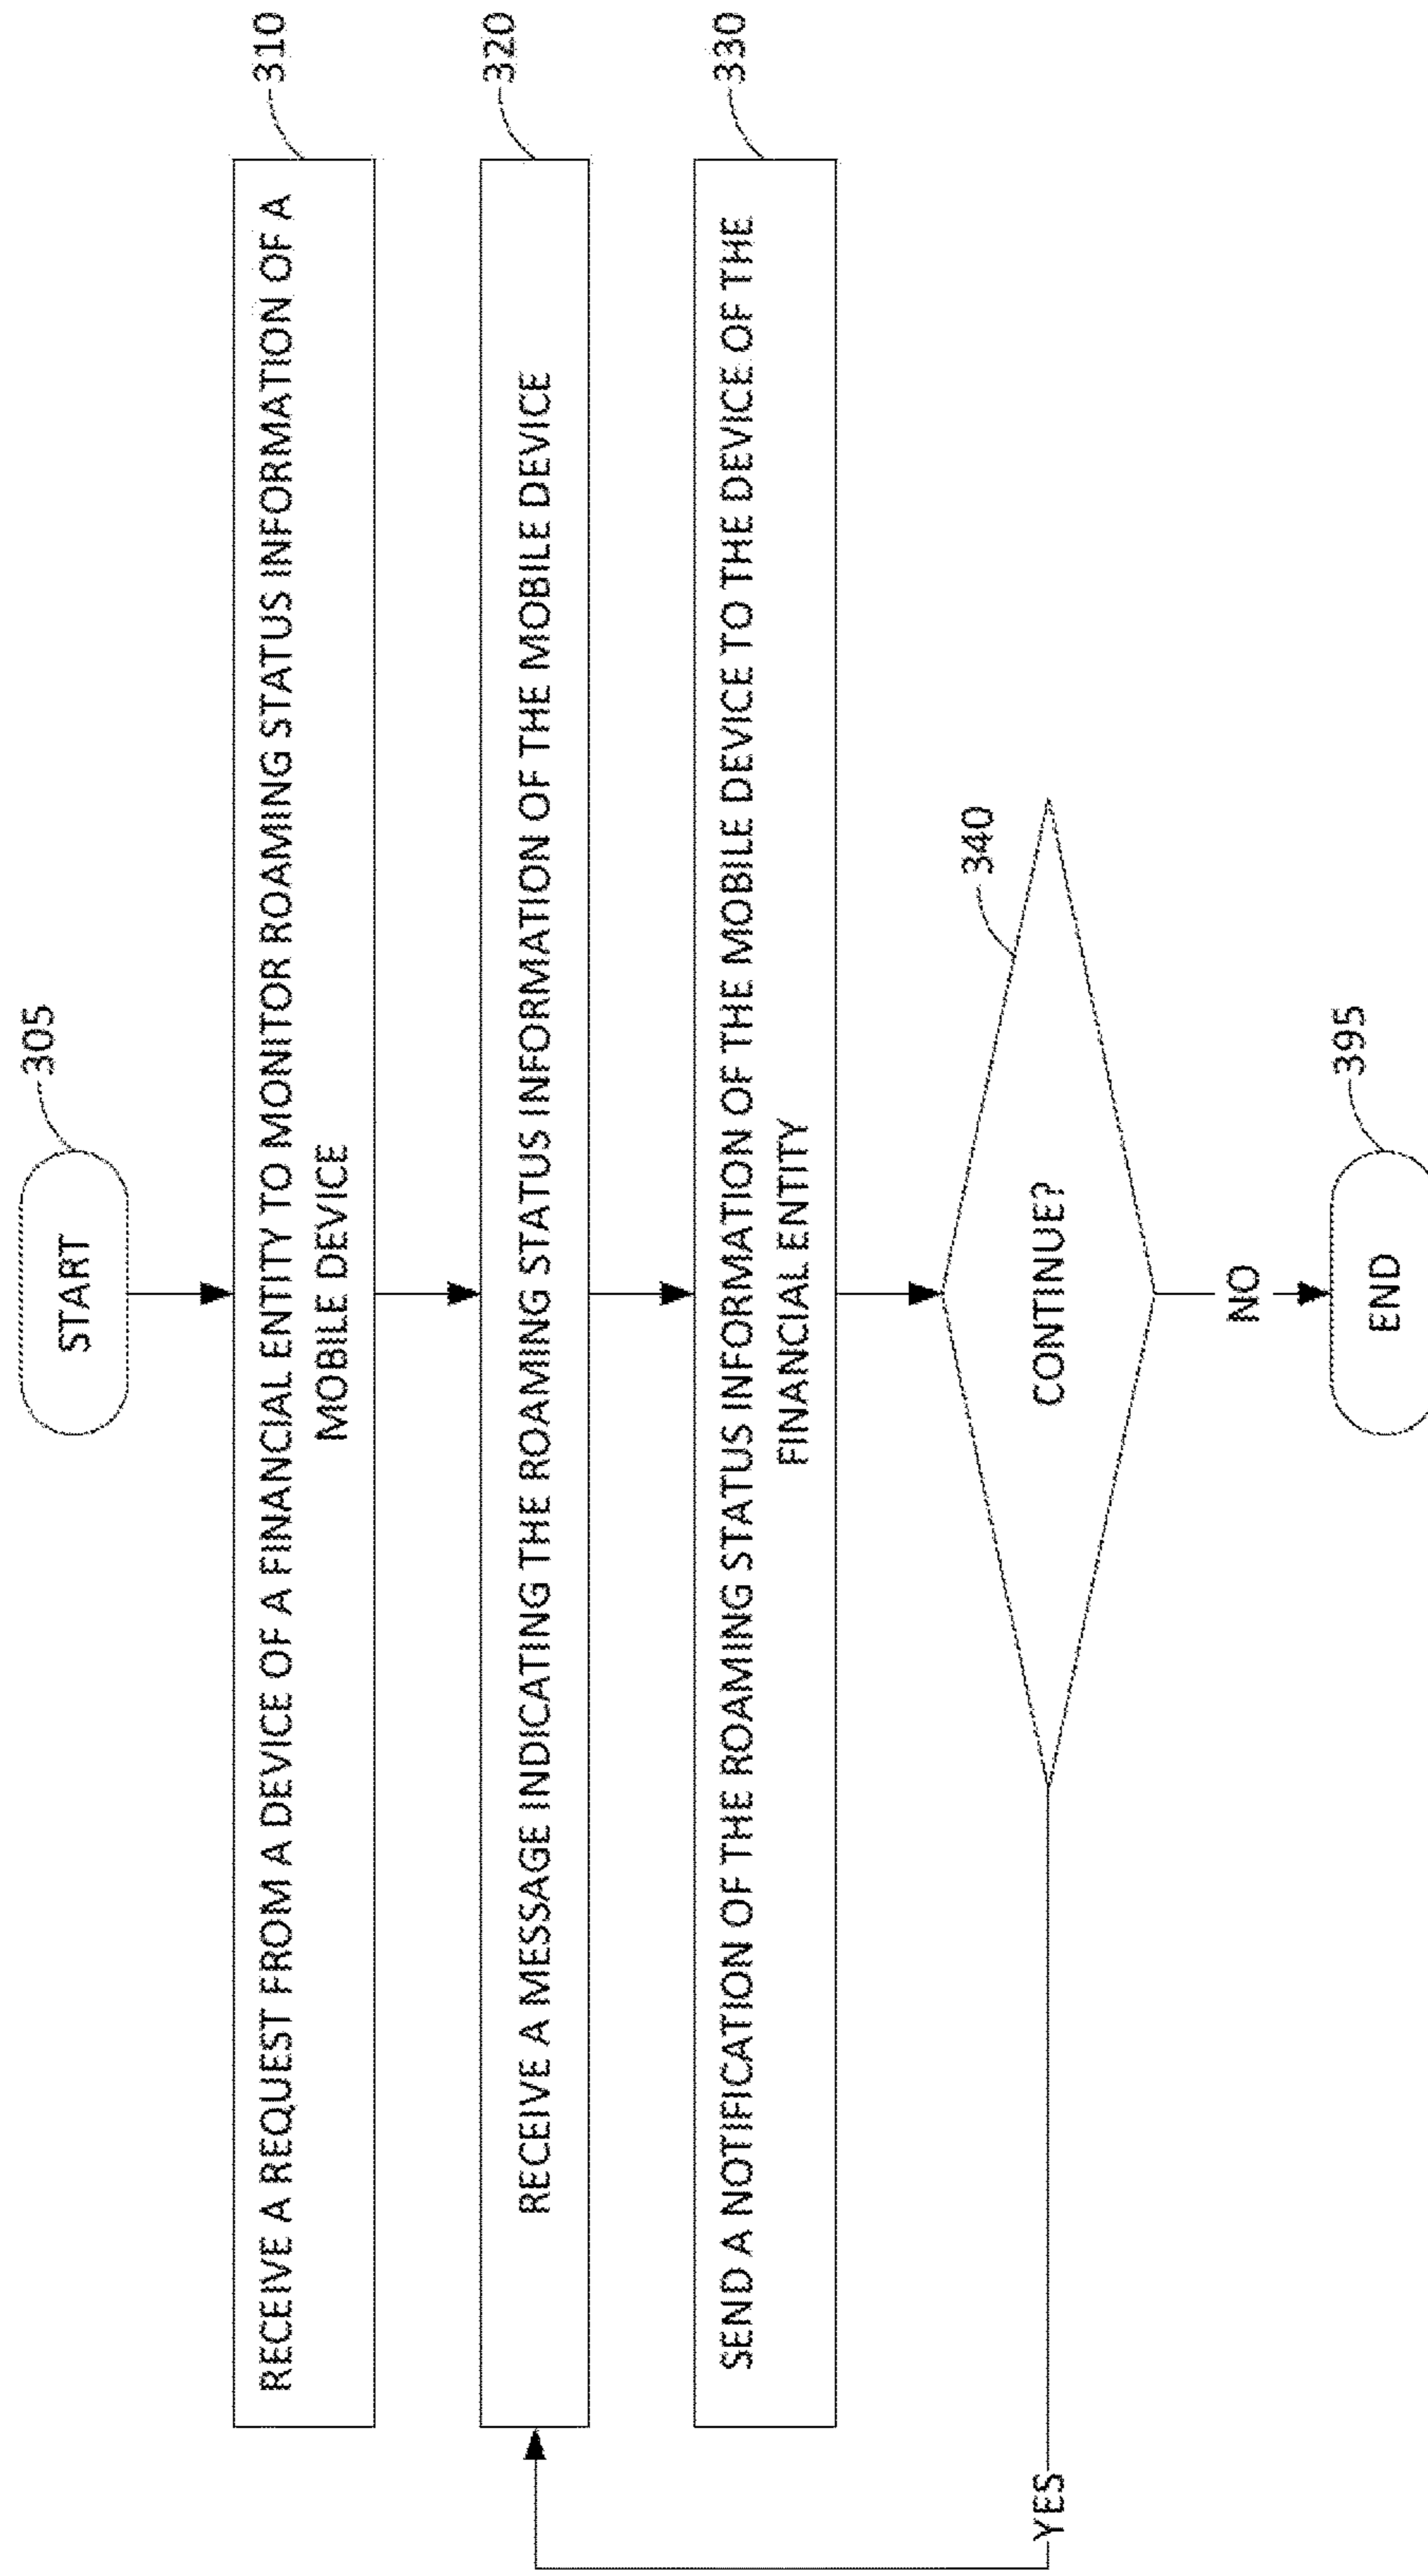 START
305
RECEIVE A REQUEST FROM A DEVICE OF A FINANCIAL ENTITY TO MONITOR ROAMING STATUS INFORMATION OF A
MOBILE DEVICE
310
RECEIVE A MESSAGE INDICATING THE ROAMING STATUS INFORMATION OF THE MOBILE DEVICE
320
SEND A NOTIFICATION OF THE ROAMING STATUS INFORMATION OF THE MOBILE DEVICE TO THE DEVICE OF THE
FINANCIAL ENTITY
330
340
CONTINUE?
YES
NO
END
395